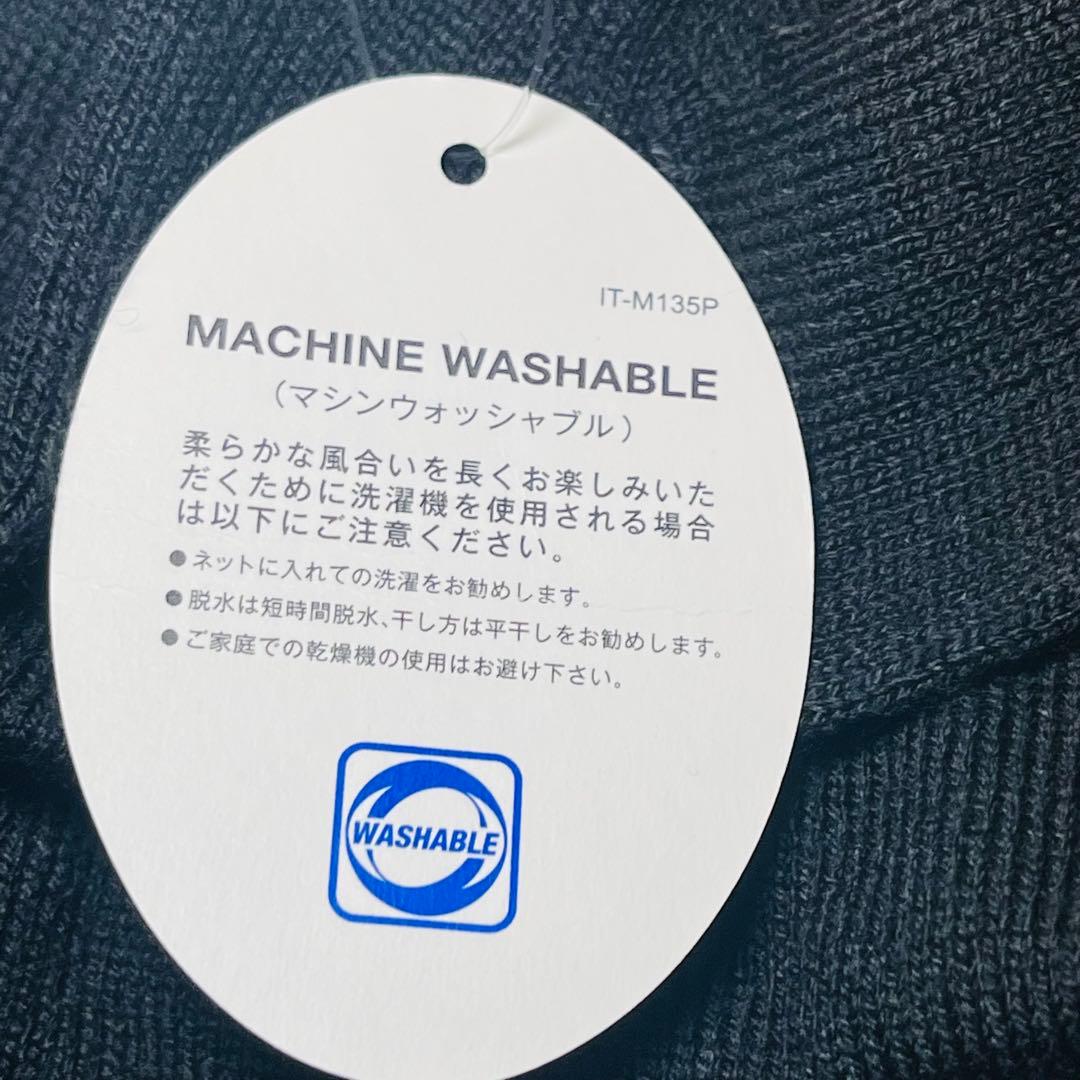 IT-M135P
MACHINE WASHABLE
（マシンウォッシャブル）
柔らかな風合いを長くお楽しみいた
だくために洗濯機を使用される場合
は以下にご注意ください。
●ネットに入れての洗濯をお勧めします。
●脱水は短時間脱水、干し方は平干しをお勧めします。
●ご家庭での乾燥機の使用はお避け下さい。
WASHABLE